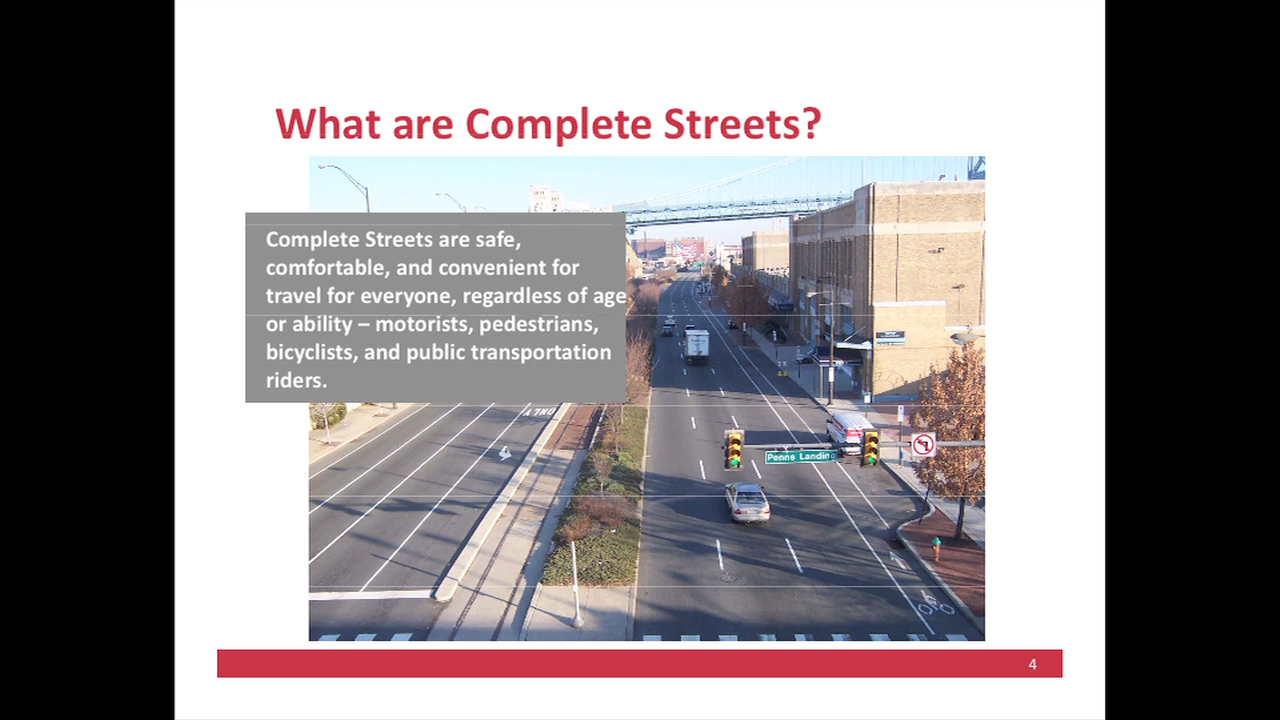 What are Complete Streets?
Complete Streets are safe,
comfortable, and convenient for
travel for everyone, regardless of age
or ability – motorists, pedestrians,
bicyclists, and public transportation
riders.
ONLY
Penns Landing
4